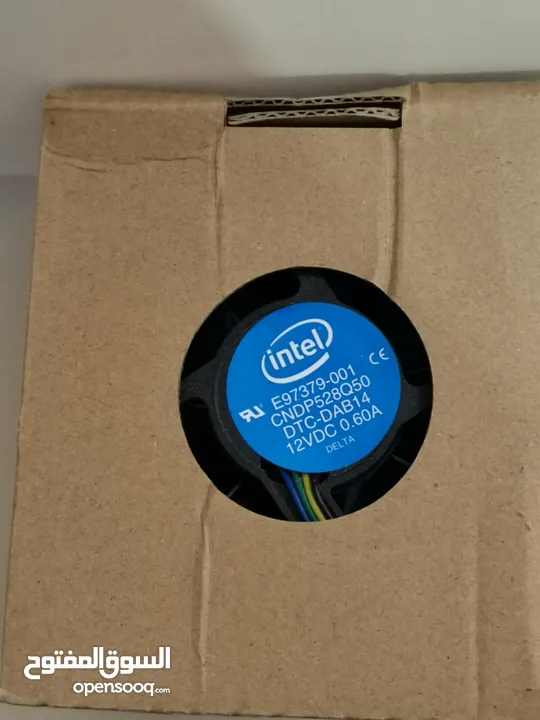 intel
E97379-001
CNDP528Q50
DTC-DAB14
12VDC 0.60A
DELTA
CE
السوق المفتوح
opensooq.com